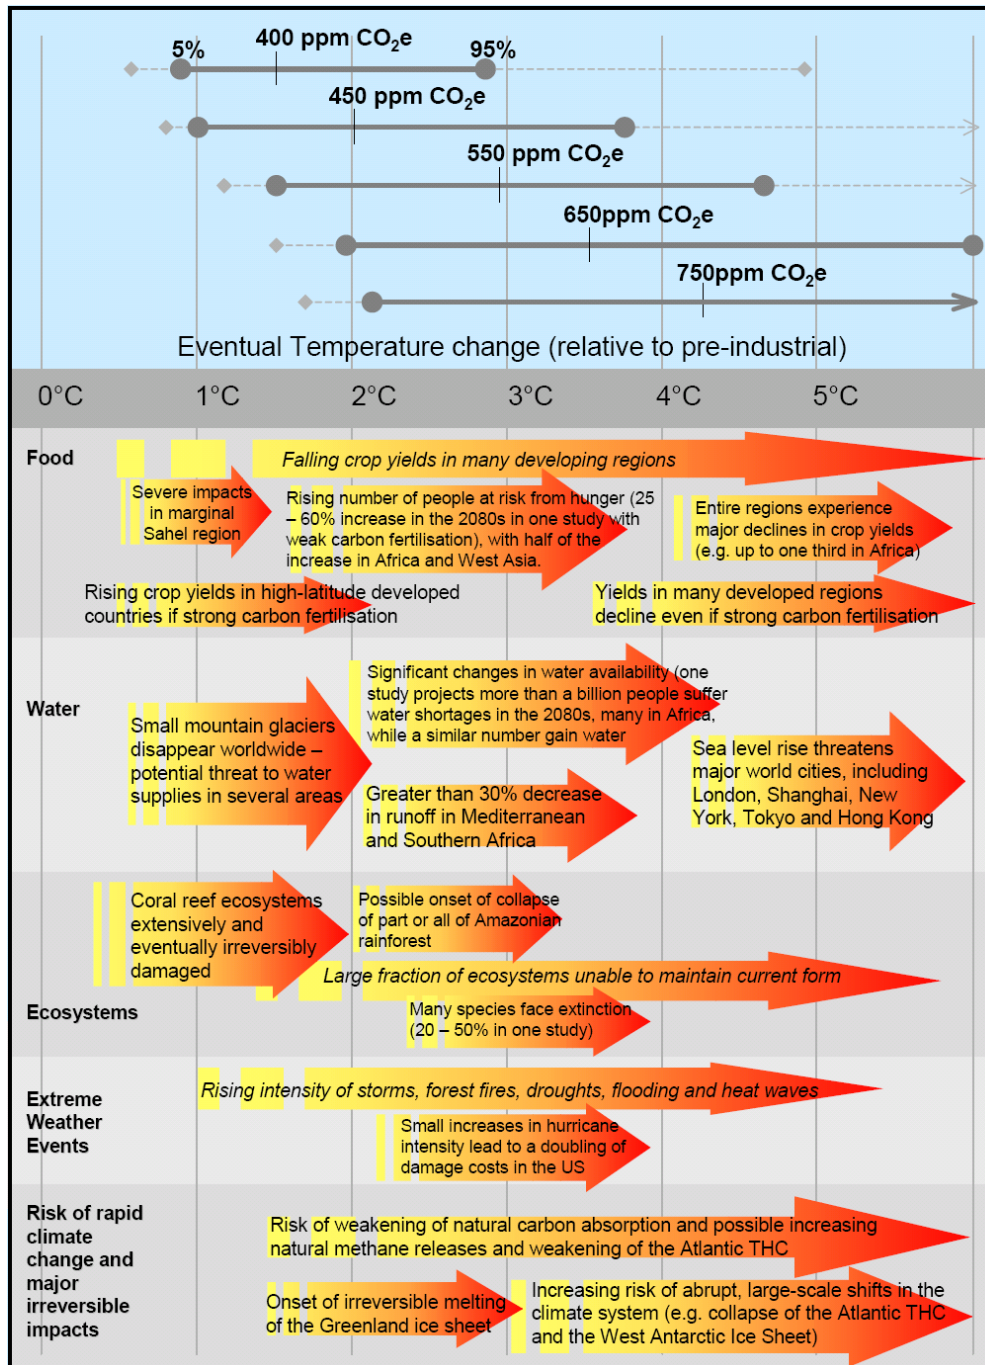 400 ppm CO₂e
5%
95%
450 ppm CO₂e
550 ppm CO₂e
650ppm CO₂e
750ppm CO₂e
Eventual Temperature change (relative to pre-industrial)
0°C 1°C 2°C 3°C 4°C 5°C
Food
Falling crop yields in many developing regions
Severe impacts
in marginal
Sahel region
Rising number of people at risk from hunger (25
– 60% increase in the 2080s in one study with
weak carbon fertilisation), with half of the
increase in Africa and West Asia.
Entire regions experience
major declines in crop yields
(e.g. up to one third in Africa)
Rising crop yields in high-latitude developed
countries if strong carbon fertilisation
Yields in many developed regions
decline even if strong carbon fertilisation
Water
Significant changes in water availability (one
study projects more than a billion people suffer
water shortages in the 2080s, many in Africa,
while a similar number gain water
Small mountain glaciers
disappear worldwide –
potential threat to water
supplies in several areas
Greater than 30% decrease
in runoff in Mediterranean
and Southern Africa
Sea level rise threatens
major world cities, including
London, Shanghai, New
York, Tokyo and Hong Kong
Ecosystems
Coral reef ecosystems
extensively and
eventually irreversibly
damaged
Possible onset of collapse
of part or all of Amazonian
rainforest
Large fraction of ecosystems unable to maintain current form
Many species face extinction
(20 – 50% in one study)
Extreme
Weather
Events
Rising intensity of storms, forest fires, droughts, flooding and heat waves
Small increases in hurricane
intensity lead to a doubling of
damage costs in the US
Risk of rapid
climate
change and
major
irreversible
impacts
Risk of weakening of natural carbon absorption and possible increasing
natural methane releases and weakening of the Atlantic THC
Onset of irreversible melting
of the Greenland ice sheet
Increasing risk of abrupt, large-scale shifts in the
climate system (e.g. collapse of the Atlantic THC
and the West Antarctic Ice Sheet)